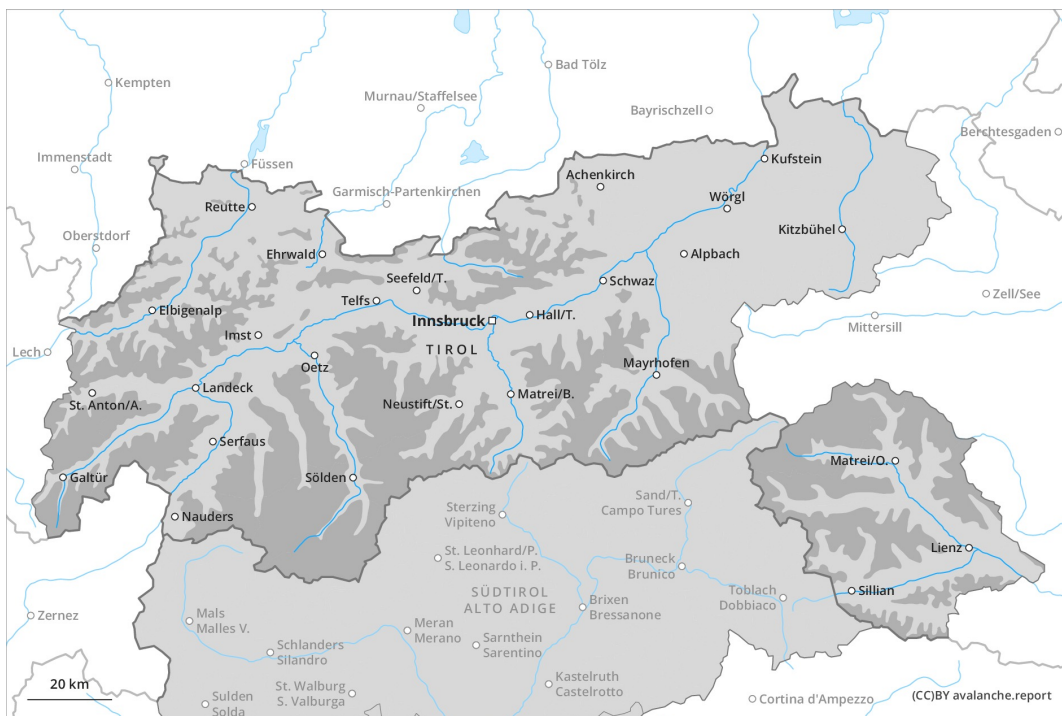 Kempten
Bad Tölz
Murnau/Staffelsee
Bayrischzell
Berchtesgaden
Immenstadt
Füssen
Kufstein
Achenkirch
Garmisch-Partenkirchen
Reutte
Wörgl
Oberstdorf
Kitzbühel
Ehrwald
Alpbach
Seefeld/T.
Schwaz
Zell/See
Telfs
Elbigenalp
Innsbruck
Hall/T.
Mittersill
Imst
TIROL
Lech
Oetz
Mayrhofen
Landeck
St. Anton/A.
Neustift/St.
Matrei/B.
Serfaus
Matrei/O.
Galtür
Sölden
Sand/T.
Campo Tures
Nauders
Sterzing
Vipiteno
Lienz
St. Leonhard/P.
S. Leonardo i. P.
Bruneck
Brunico
SÜDTIROL
ALTO ADIGE
Toblach
Dobbiaco
Sillian
Brixen
Bressanone
Zernez
Mals
Malles V.
Meran
Merano
Sarnthein
Sarentino
Schlanders
Silandro
20 km
St. Walburg
S. Valburga
Kastelruth
Castelrotto
Sulden
Solda
Cortina d'Ampezzo
(CC)BY avalanche.report